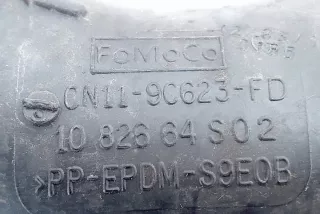 FoMoCo
CN11-9C623-FD
10 826 64 S02
>PP-EPDM-S9E0B